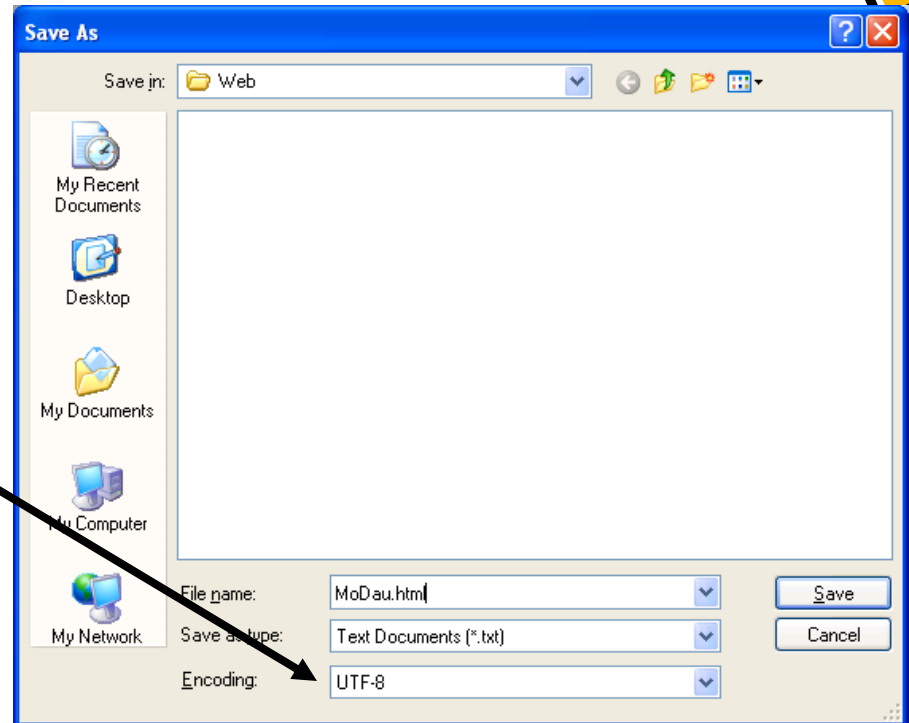 Save As
Save in: Web
My Recent
Documents
Desktop
My Documents
My Computer
My Network
File name: MoDau.html
Save as type: Text Documents (*.txt)
Encoding: UTF-8
Save
Cancel